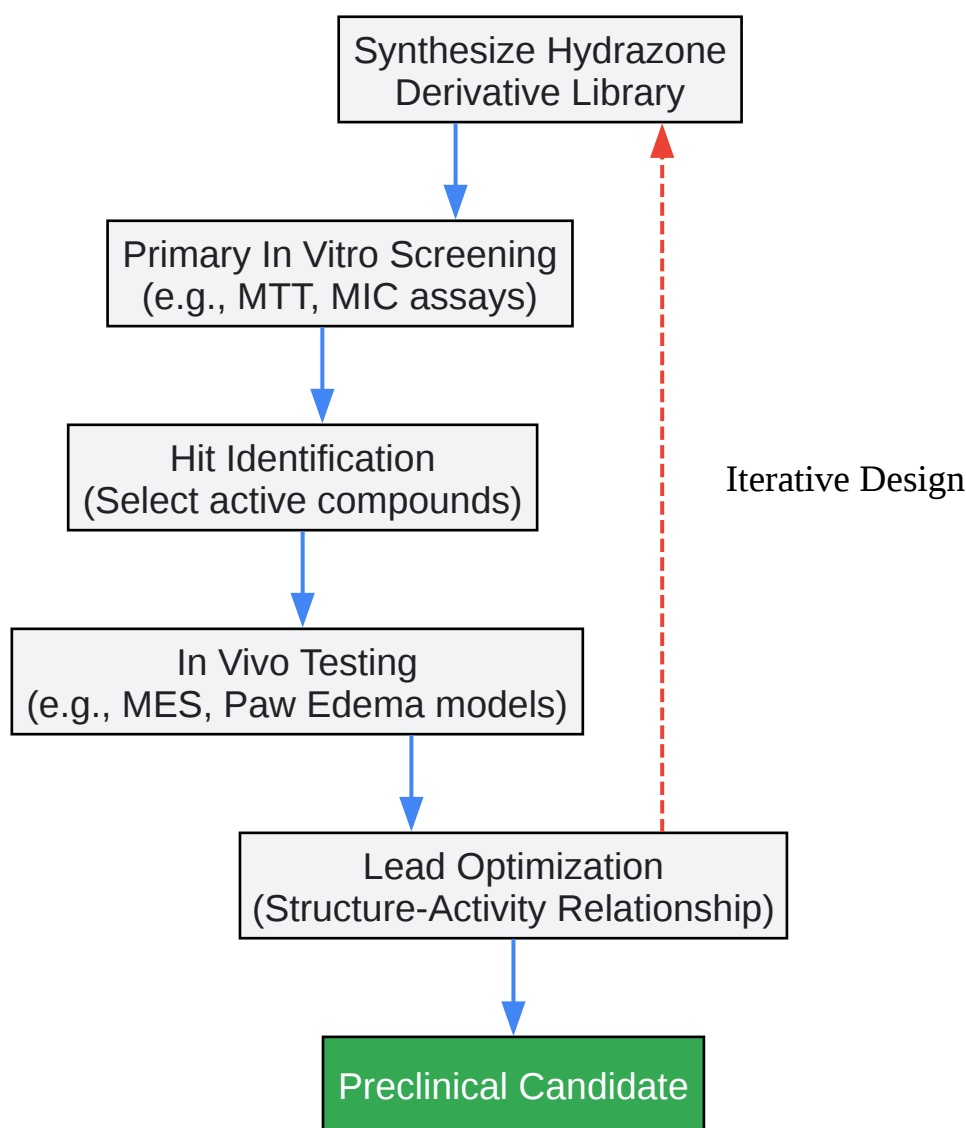 Synthesize Hydrazone
Derivative Library
Primary In Vitro Screening
(e.g., MTT, MIC assays)
Hit Identification
(Select active compounds)
Iterative Design
In Vivo Testing
(e.g., MES, Paw Edema models)
Lead Optimization
(Structure-Activity Relationship)
Preclinical Candidate